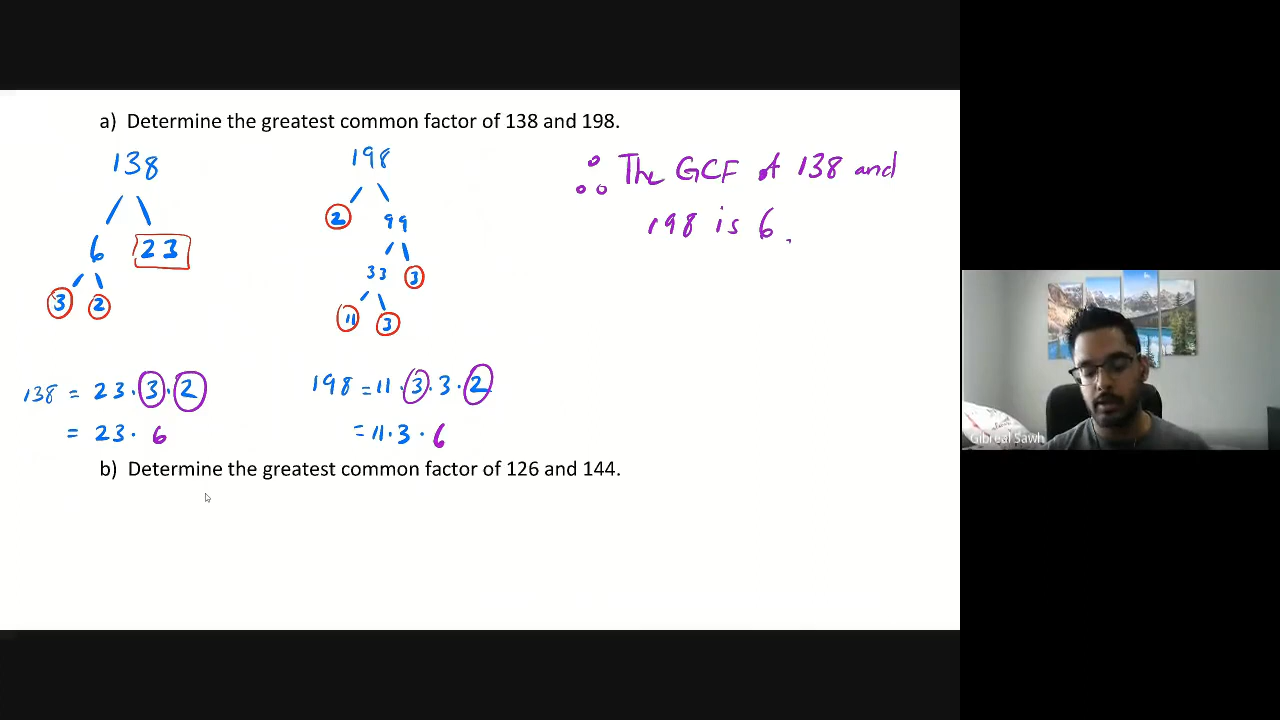 a) Determine the greatest common factor of 138 and 198.
138
6 23
3 2
198
2 99
33 3
11 3
∴ The GCF of 138 and
198 is 6.
138 = 23·3·2
= 23·6
198 = 11·3·3·2
= 11·3·6
b) Determine the greatest common factor of 126 and 144.
Gibreal Sawh